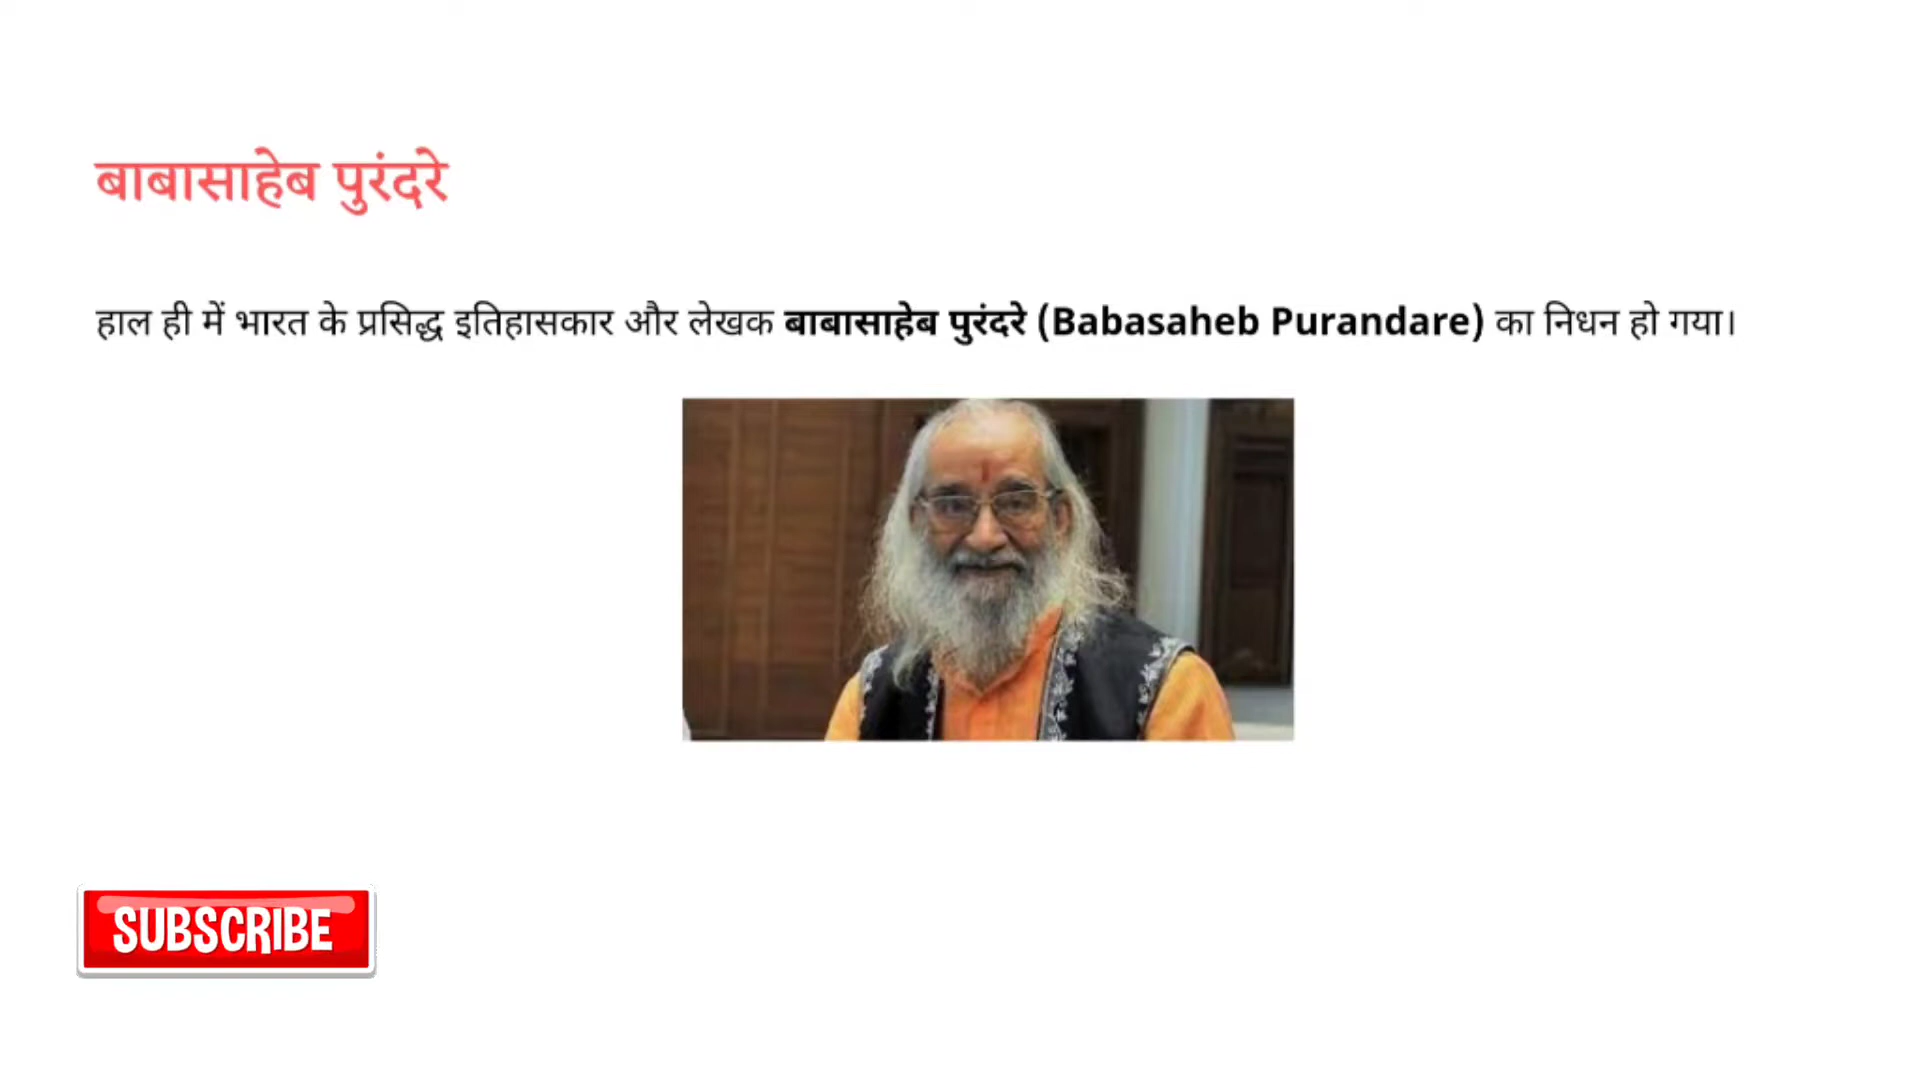 बाबासाहेब पुरंदरे
हाल ही में भारत के प्रसिद्ध इतिहासकार और लेखक बाबासाहेब पुरंदरे (Babasaheb Purandare) का निधन हो गया।
SUBSCRIBE